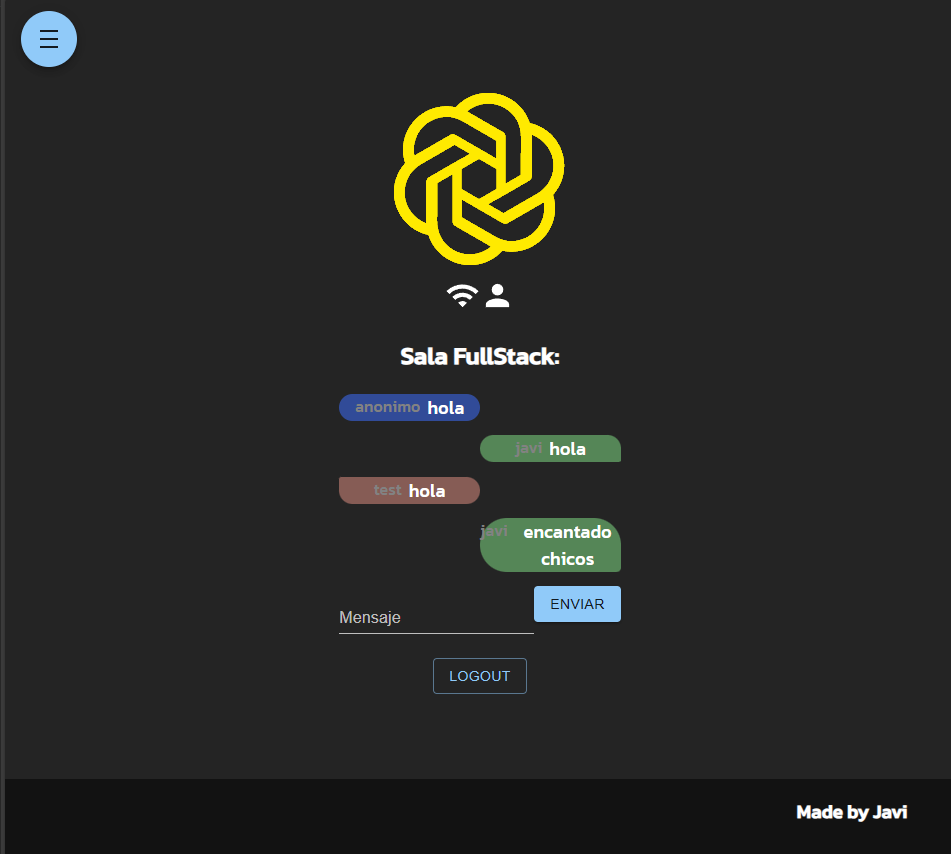 Sala FullStack:
anonimo hola
javi hola
test hola
javi encantado
chicos
ENVIAR
Mensaje
LOGOUT
Made by Javi